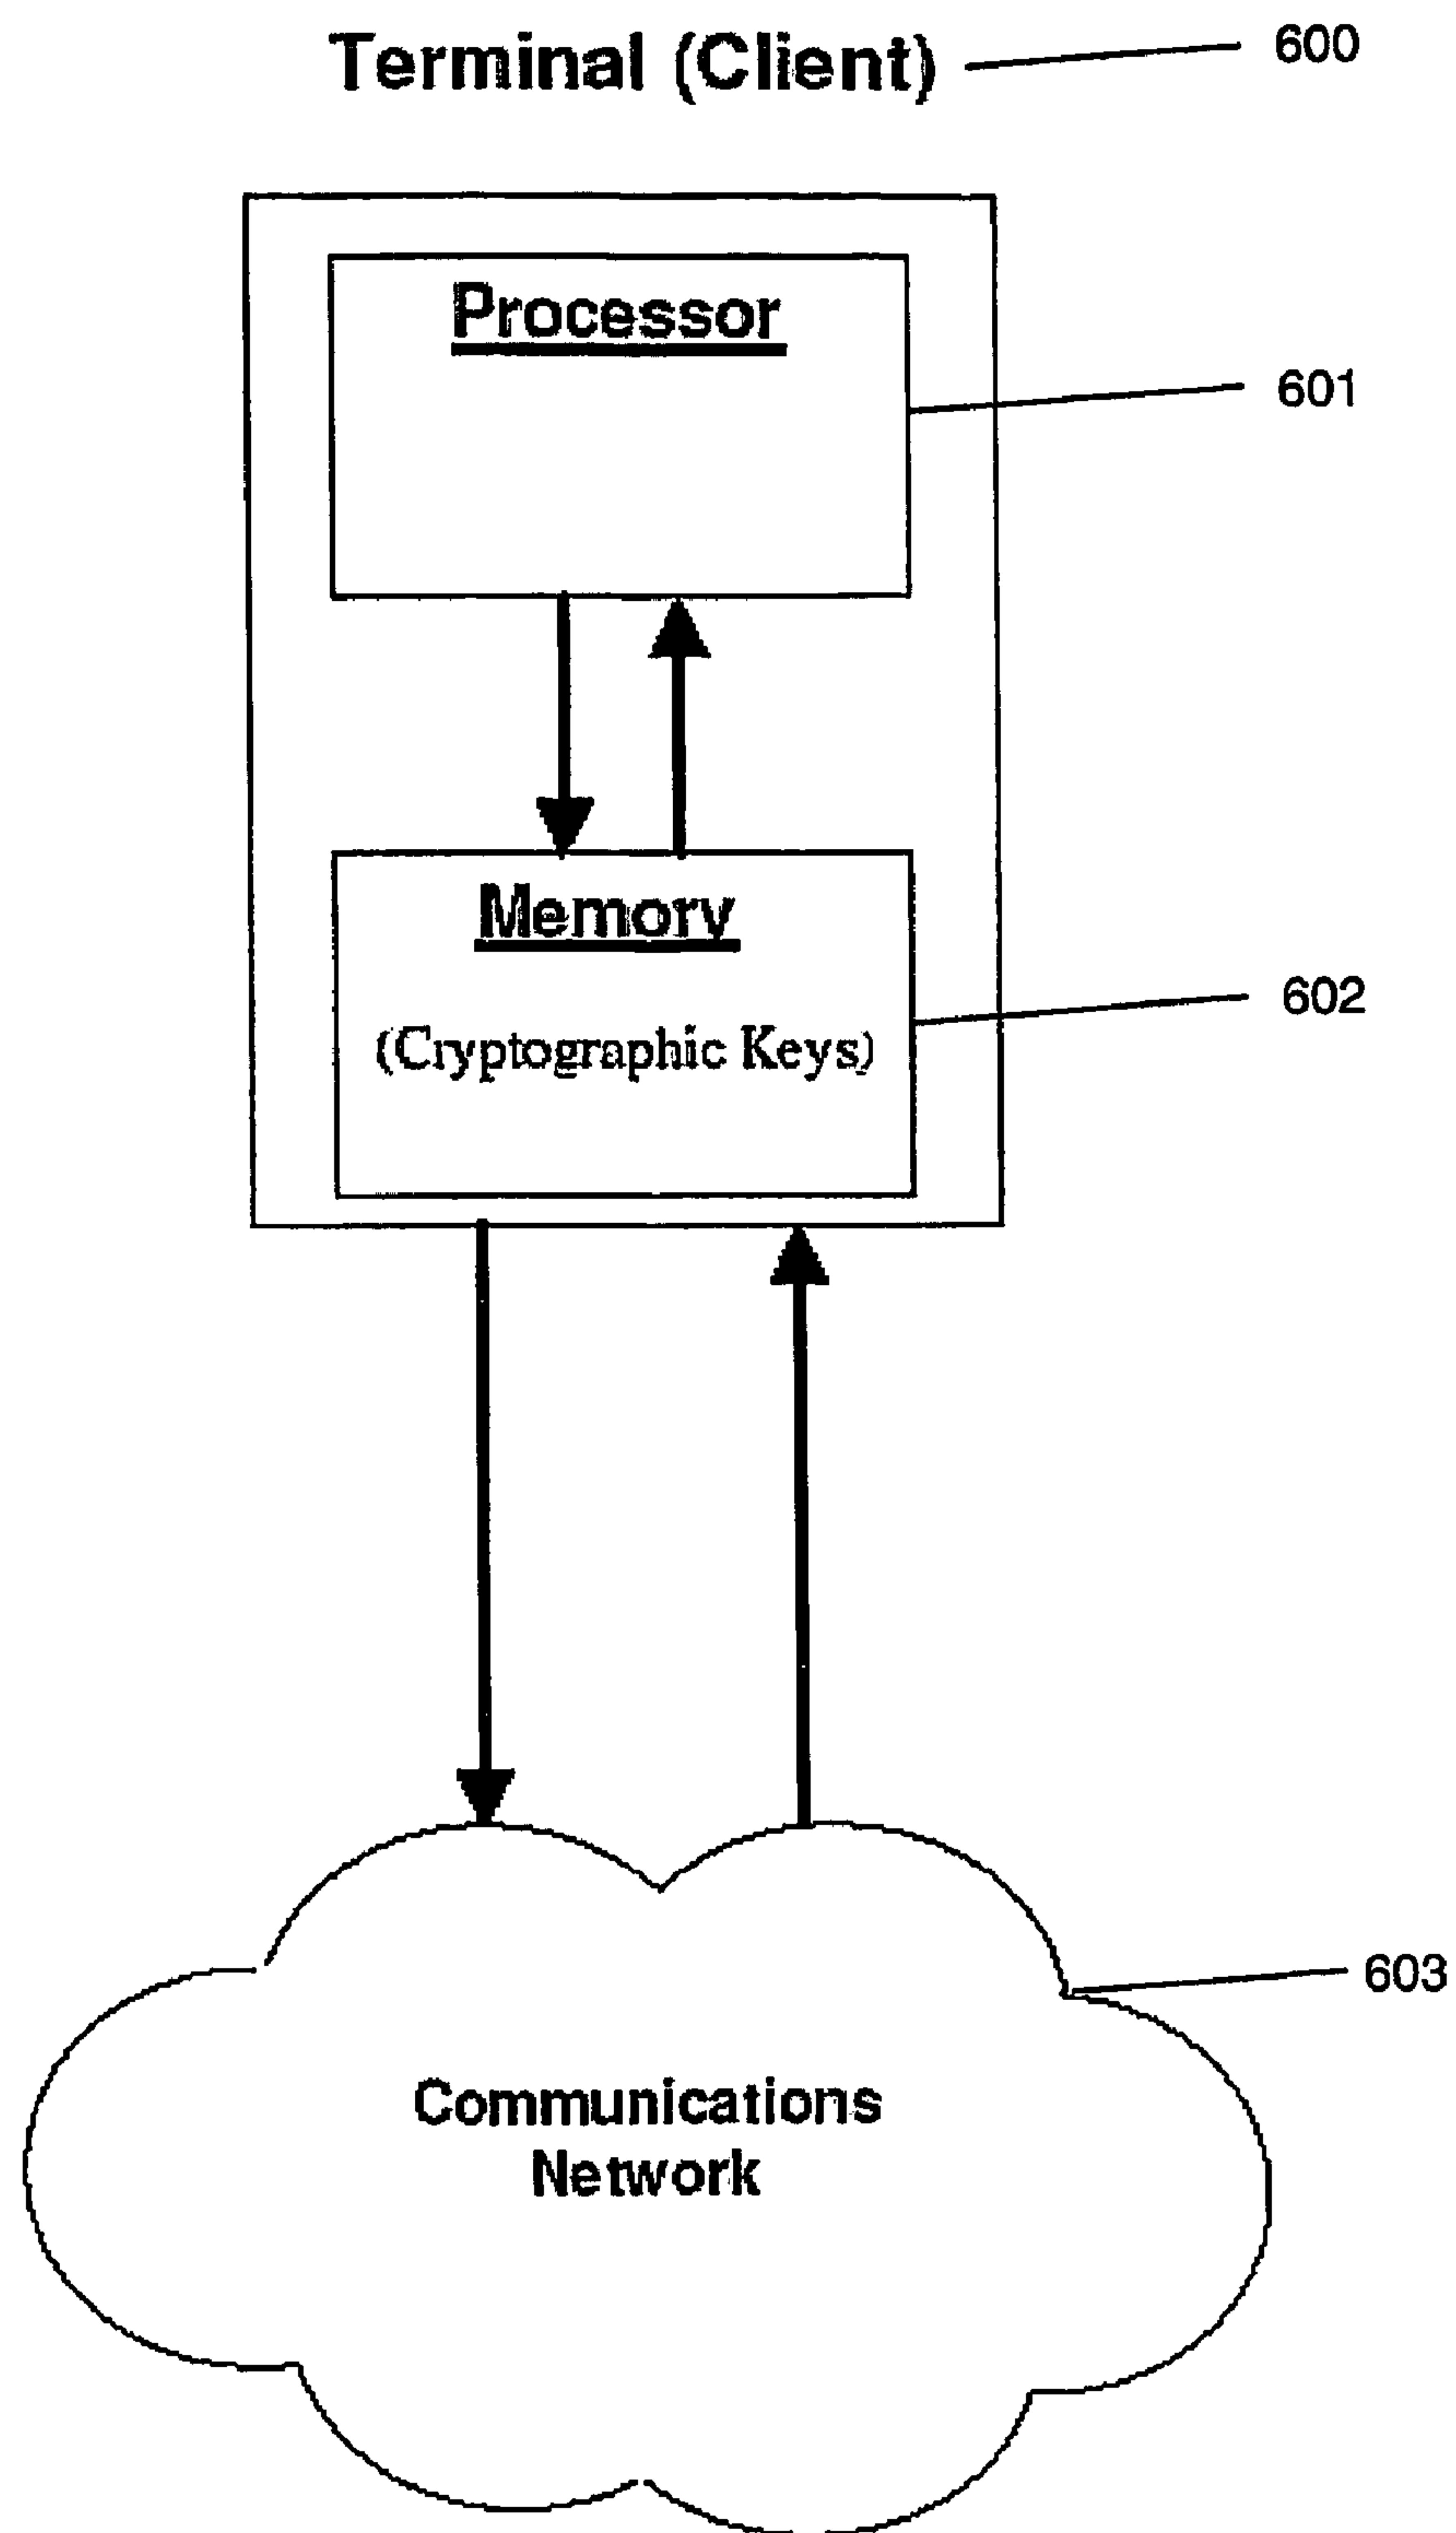 Terminal (Client) 600
Processor
601
Memory
602
(Cryptographic Keys)
603
Communications
Network